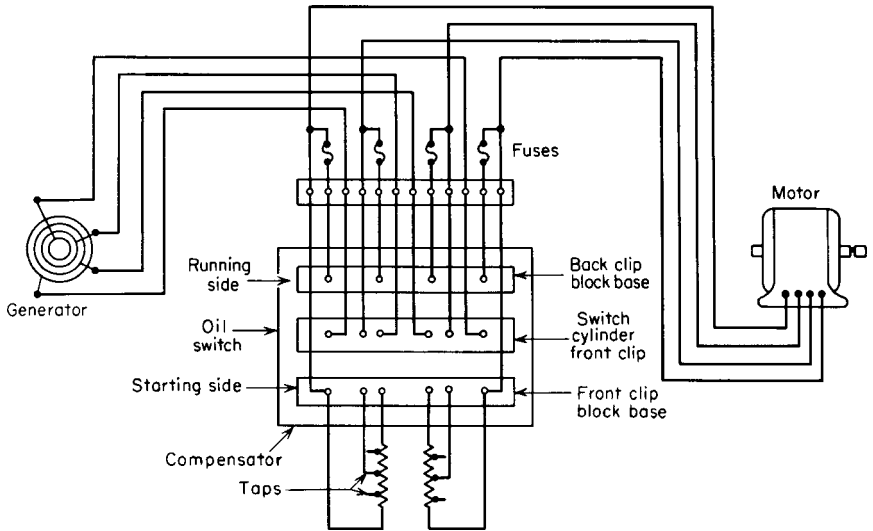 Fuses
Motor
Running
side
Back clip
block base
Generator
Oil
switch
Switch
cylinder
front clip
Starting side
Front clip
block base
Compensator
Taps